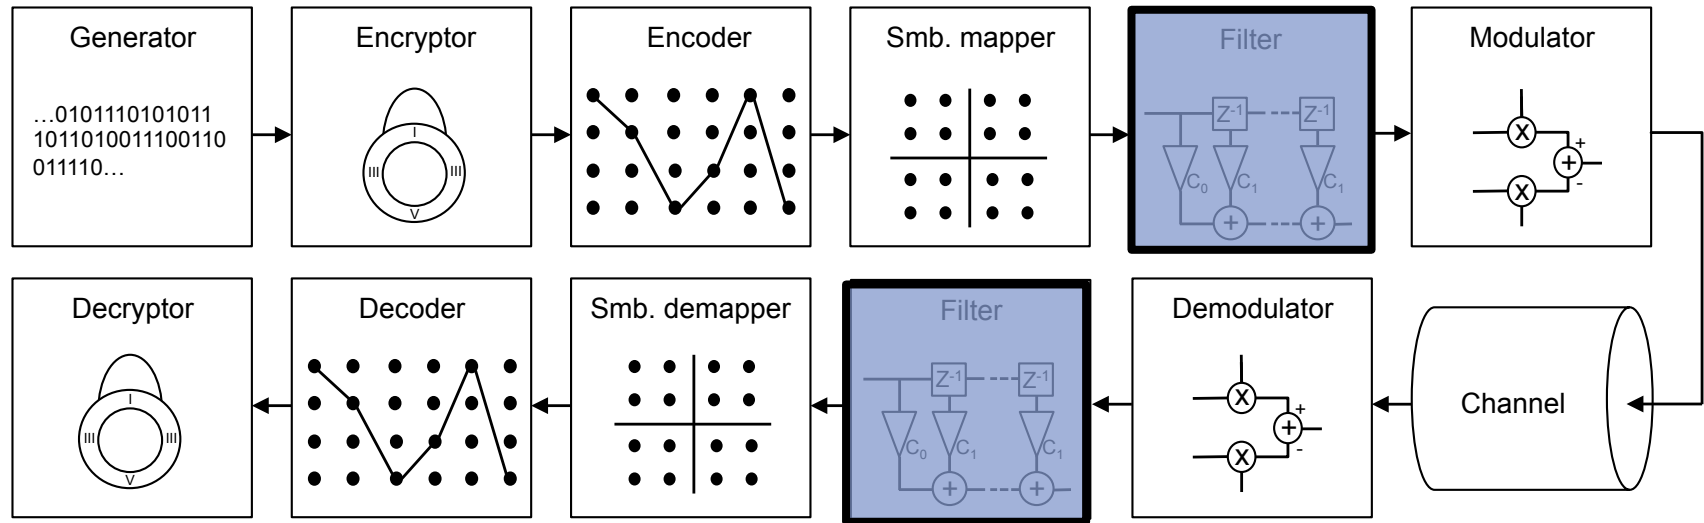 Generator
Encryptor
Encoder
Smb. mapper
Filter
Modulator
...0101110101011
1011010011100110
011110...
I
III
III
V
Z-1
Z-1
C0
C1
C1
+
+
X
X
+
+
-
Decryptor
Decoder
Smb. demapper
Filter
Demodulator
Channel
I
III
III
V
Z-1
Z-1
C0
C1
C1
+
+
X
X
+
+
-